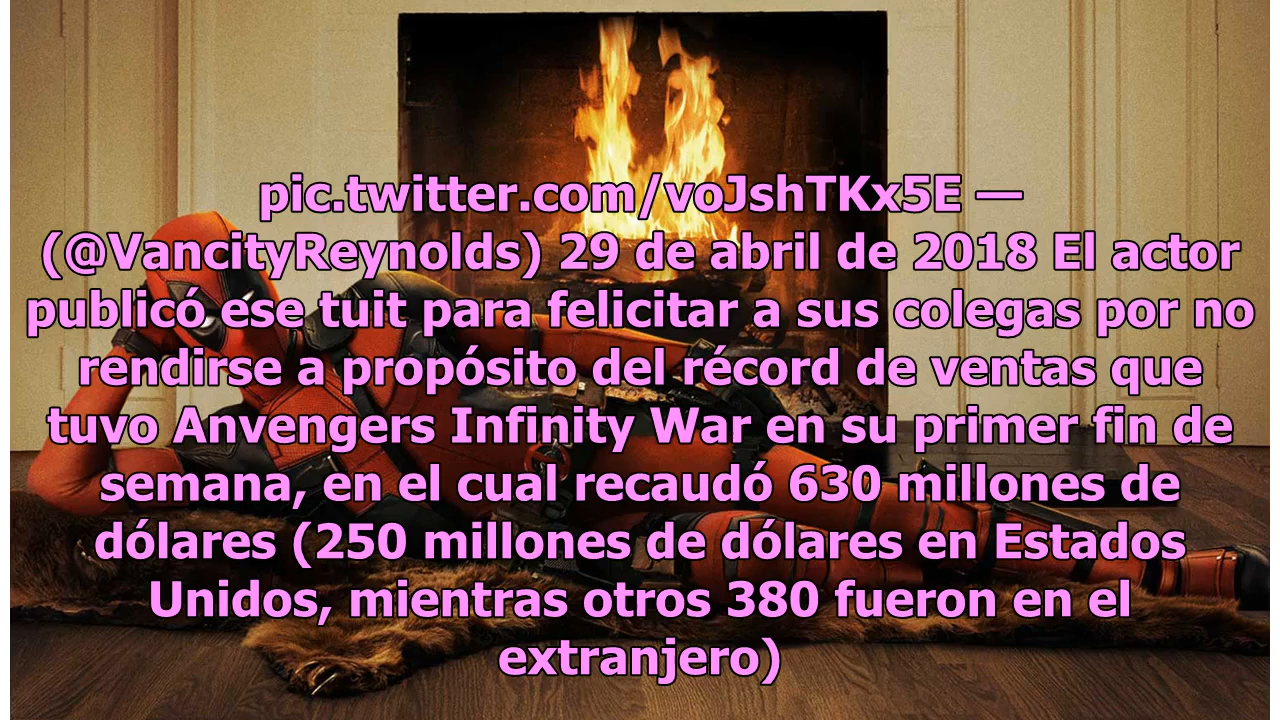 pic.twitter.com/voJshTKx5E —
(@VancityReynolds) 29 de abril de 2018 El actor
publicó ese tuit para felicitar a sus colegas por no
rendirse a propósito del récord de ventas que
tuvo Anvengers Infinity War en su primer fin de
semana, en el cual recaudó 630 millones de
dólares (250 millones de dólares en Estados
Unidos, mientras otros 380 fueron en el
extranjero)